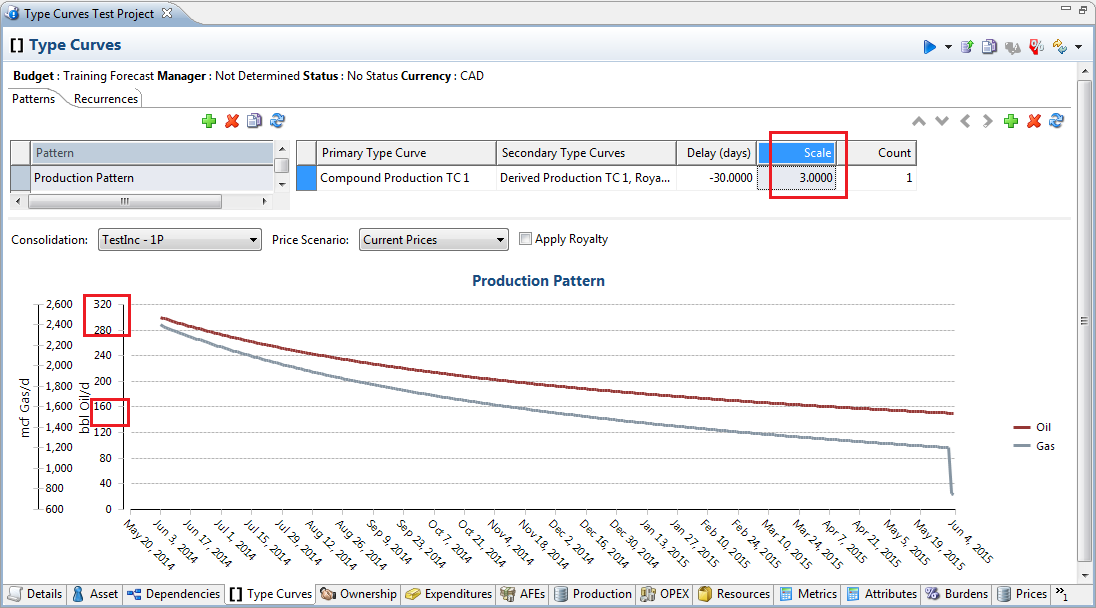 Type Curves Test Project
[] Type Curves
Budget : Training Forecast Manager : Not Determined Status : No Status Currency : CAD
Patterns Recurrences
Pattern Primary Type Curve Secondary Type Curves Delay (days) Scale Count
Production Pattern Compound Production TC 1 Derived Production TC 1, Roya... -30.0000 3.0000 1
Consolidation: TestInc - 1P Price Scenario: Current Prices Apply Royalty
Production Pattern
mcf Gas/d
2,600
2,400
2,200
2,000
1,800
1,600
1,400
1,200
1,000
800
600
bbl Oil/d
320
280
240
200
160
120
80
40
0
Oil
Gas
May 20, 2014
Jun 3, 2014
Jun 17, 2014
Jul 1, 2014
Jul 15, 2014
Jul 29, 2014
Aug 12, 2014
Aug 26, 2014
Sep 9, 2014
Sep 23, 2014
Oct 7, 2014
Oct 21, 2014
Nov 4, 2014
Nov 18, 2014
Dec 2, 2014
Dec 16, 2014
Dec 30, 2014
Jan 13, 2015
Jan 27, 2015
Feb 10, 2015
Feb 24, 2015
Mar 10, 2015
Mar 24, 2015
Apr 7, 2015
Apr 21, 2015
May 5, 2015
May 19, 2015
Jun 4, 2015
Details Asset Dependencies [] Type Curves Ownership Expenditures AFEs Production OPEX Resources Metrics Attributes Burdens Prices »1